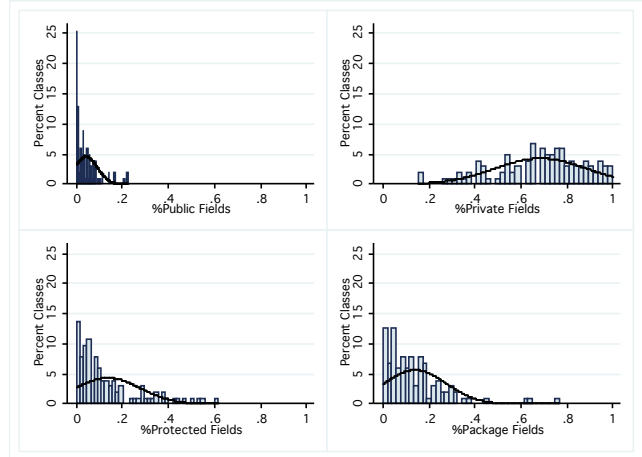 25
20
15
10
5
0
Percent Classes
0 .2 .4 .6 .8 1
%Public Fields
25
20
15
10
5
0
Percent Classes
0 .2 .4 .6 .8 1
%Private Fields
25
20
15
10
5
0
Percent Classes
0 .2 .4 .6 .8 1
%Protected Fields
25
20
15
10
5
0
Percent Classes
0 .2 .4 .6 .8 1
%Package Fields